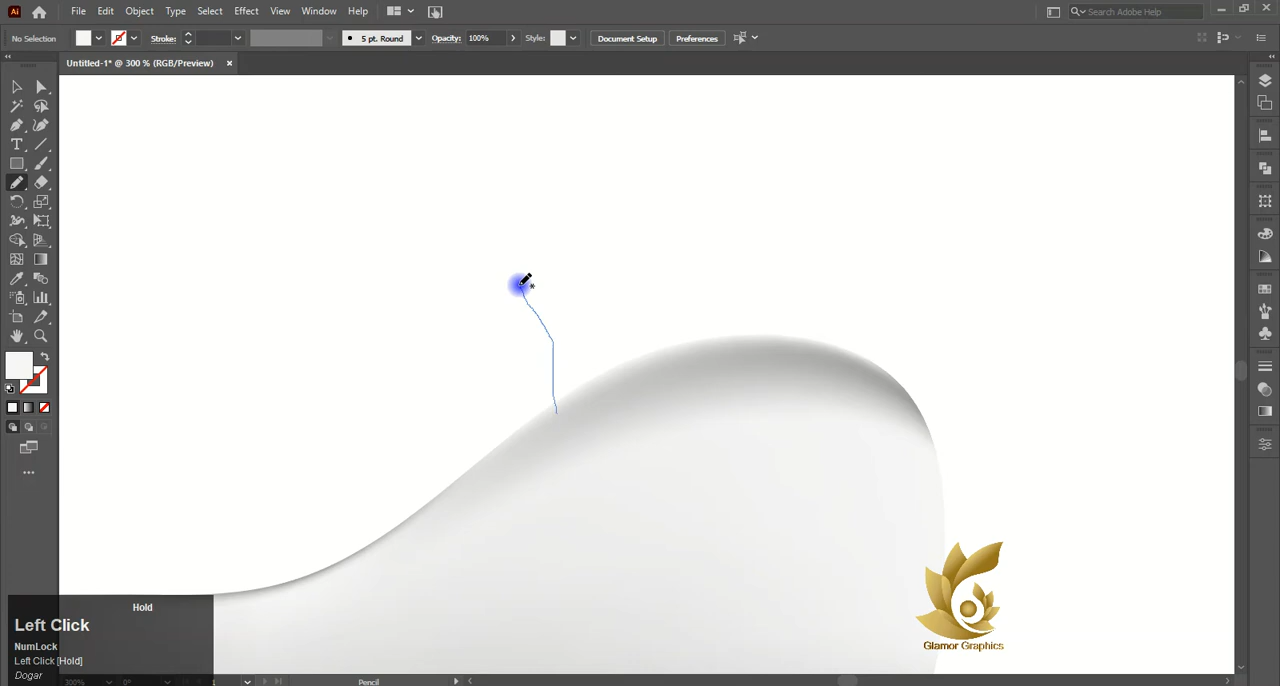 Ai File Edit Object Type Select Effect View Window Help Search Adobe Help
No Selection Stroke: 5 pt. Round Opacity: 100% Style: Document Setup Preferences
Untitled-1* @ 300 % (RGB/Preview) ×
Glamor Graphics
Hold
Left Click
NumLock
Left Click [Hold]
Dogar
300% 0° 1 Pencil